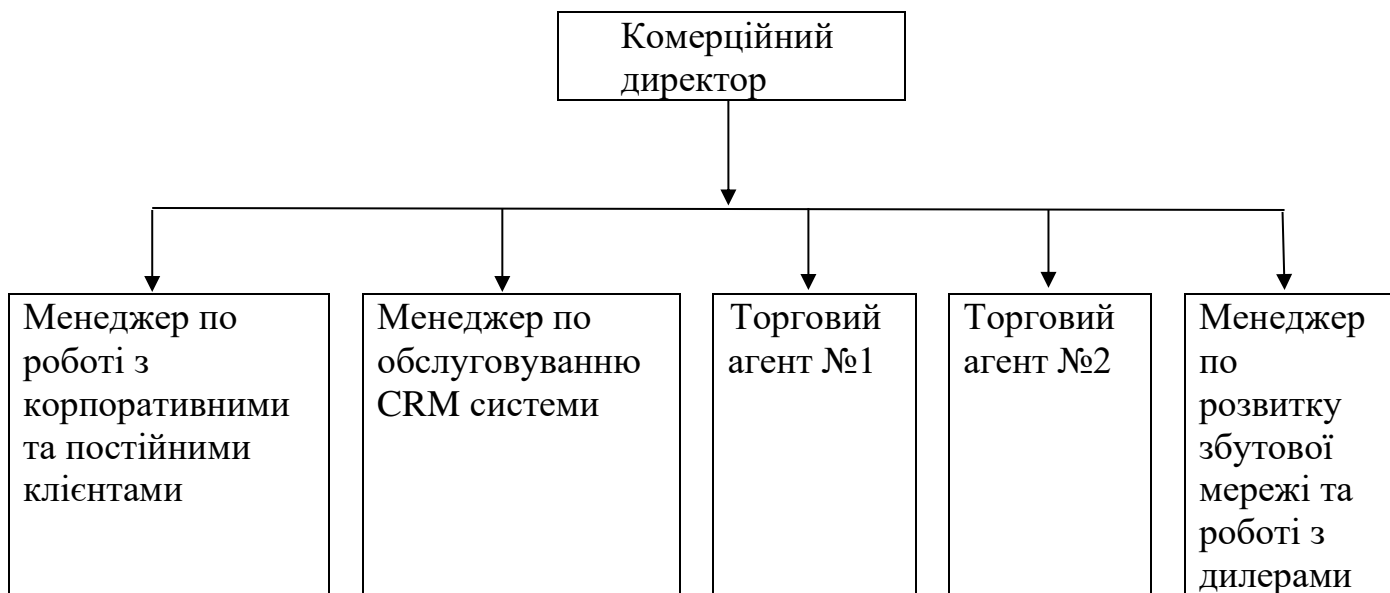 Комерційний
директор
Менеджер по
роботі з
корпоративними
та постійними
клієнтами
Менеджер по
обслуговуванню
CRM системи
Торговий
агент №1
Торговий
агент №2
Менеджер
по
розвитку
збутової
мережі та
роботі з
дилерами